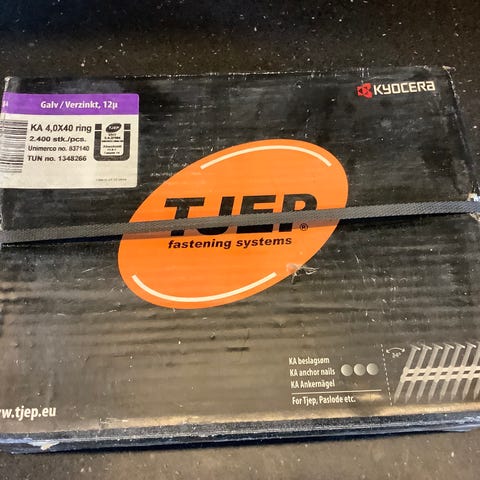 Galv / Verzinkt, 12µ
KYOCERA
KA 4,0X40 ring
2.400 stk./pcs.
Unimerco no. 837140
TUN no. 1348266
TJEP®
fastening systems
KA beslagsøm
KA anchor nails
KA Ankernägel
For Tjep, Paslode etc.
34°
www.tjep.eu